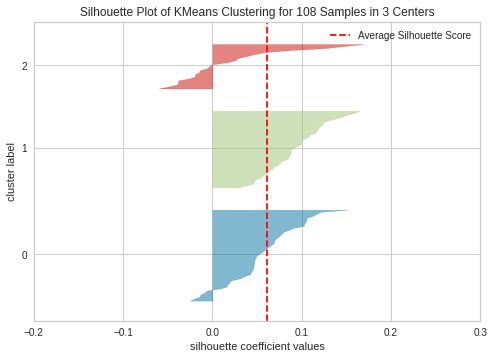 Silhouette Plot of KMeans Clustering for 108 Samples in 3 Centers
Average Silhouette Score
2
1
0
cluster label
−0.2 −0.1 0.0 0.1 0.2 0.3
silhouette coefficient values